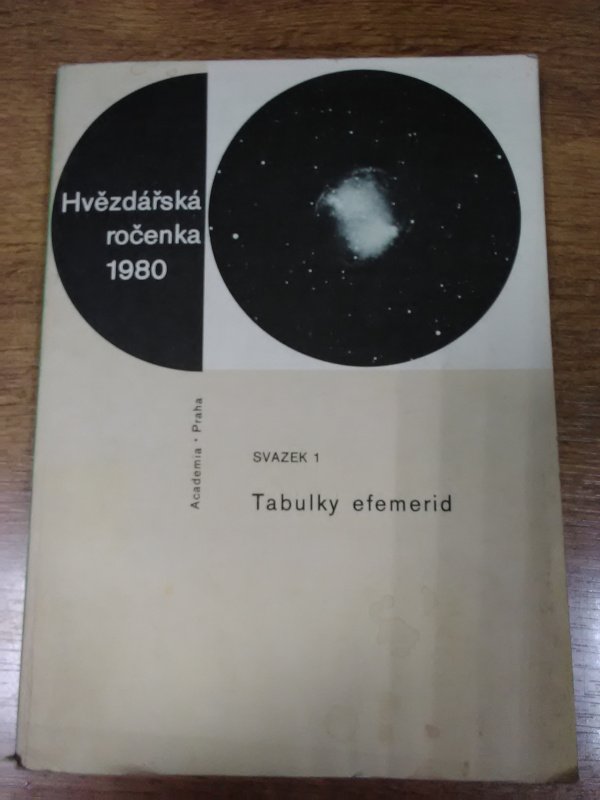 Hvězdářská
ročenka
1980
Academia · Praha
SVAZEK 1
Tabulky efemerid